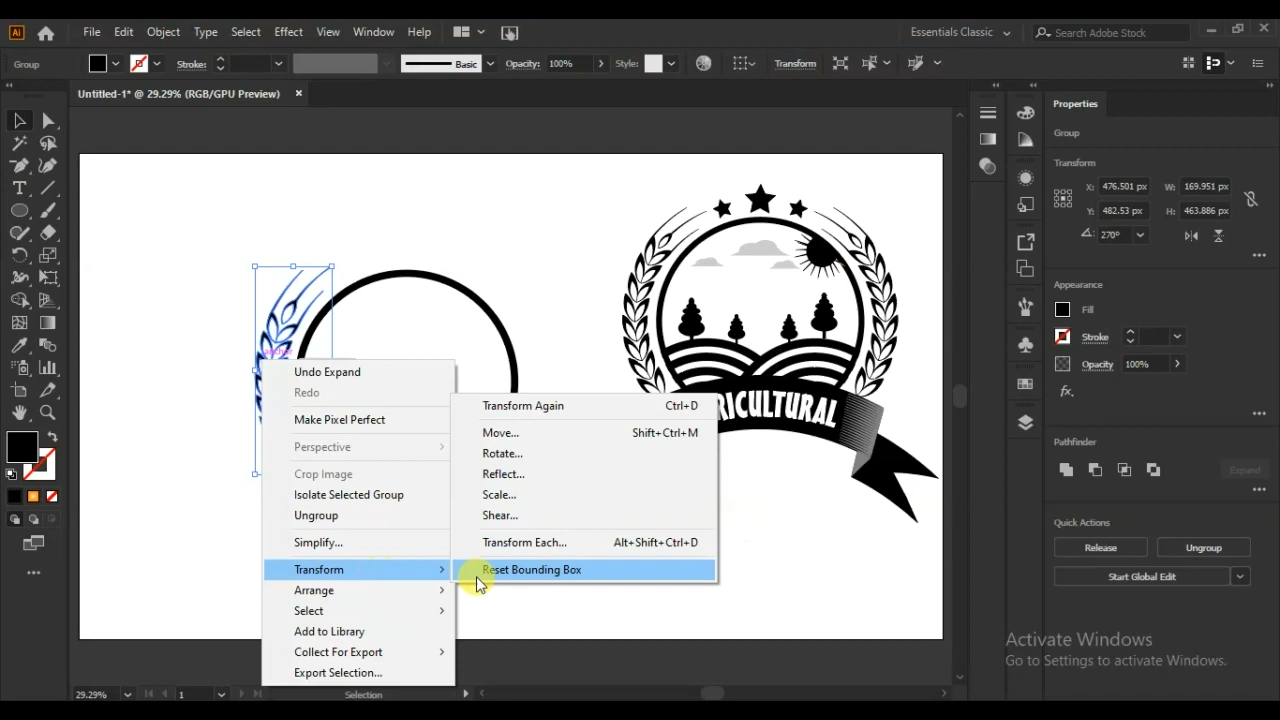 Ai File Edit Object Type Select Effect View Window Help Essentials Classic Search Adobe Stock
Group Stroke: Basic Opacity: 100% Style: Transform
Untitled-1* @ 29.29% (RGB/GPU Preview)
Properties
Group
Transform
X: 476.501 px W: 169.951 px
Y: 482.53 px H: 463.886 px
270°
Appearance
Fill
Stroke
Opacity 100%
fx.
Pathfinder
Expand
Quick Actions
Release Ungroup
Start Global Edit
anchor
Undo Expand
Redo
Make Pixel Perfect
Perspective
Crop Image
Isolate Selected Group
Ungroup
Simplify...
Transform
Arrange
Select
Add to Library
Collect For Export
Export Selection...
Transform Again Ctrl+D
Move... Shift+Ctrl+M
Rotate...
Reflect...
Scale...
Shear...
Transform Each... Alt+Shift+Ctrl+D
Reset Bounding Box
RICULTURAL
Activate Windows
Go to Settings to activate Windows.
29.29% 1 Selection